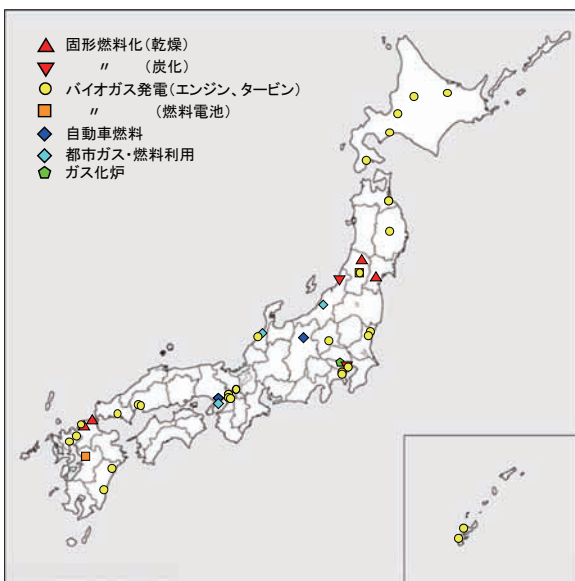 固形燃料化(乾燥)
〃 (炭化)
バイオガス発電(エンジン、タービン)
〃 (燃料電池)
自動車燃料
都市ガス・燃料利用
ガス化炉